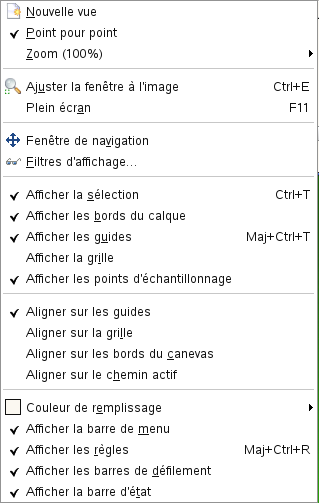 Nouvelle vue
Point pour point
Zoom (100%)
Ajuster la fenêtre à l'image Ctrl+E
Plein écran F11
Fenêtre de navigation
Filtres d'affichage...
Afficher la sélection Ctrl+T
Afficher les bords du calque
Afficher les guides Maj+Ctrl+T
Afficher la grille
Afficher les points d'échantillonnage
Aligner sur les guides
Aligner sur la grille
Aligner sur les bords du canevas
Aligner sur le chemin actif
Couleur de remplissage
Afficher la barre de menu
Afficher les règles Maj+Ctrl+R
Afficher les barres de défilement
Afficher la barre d'état